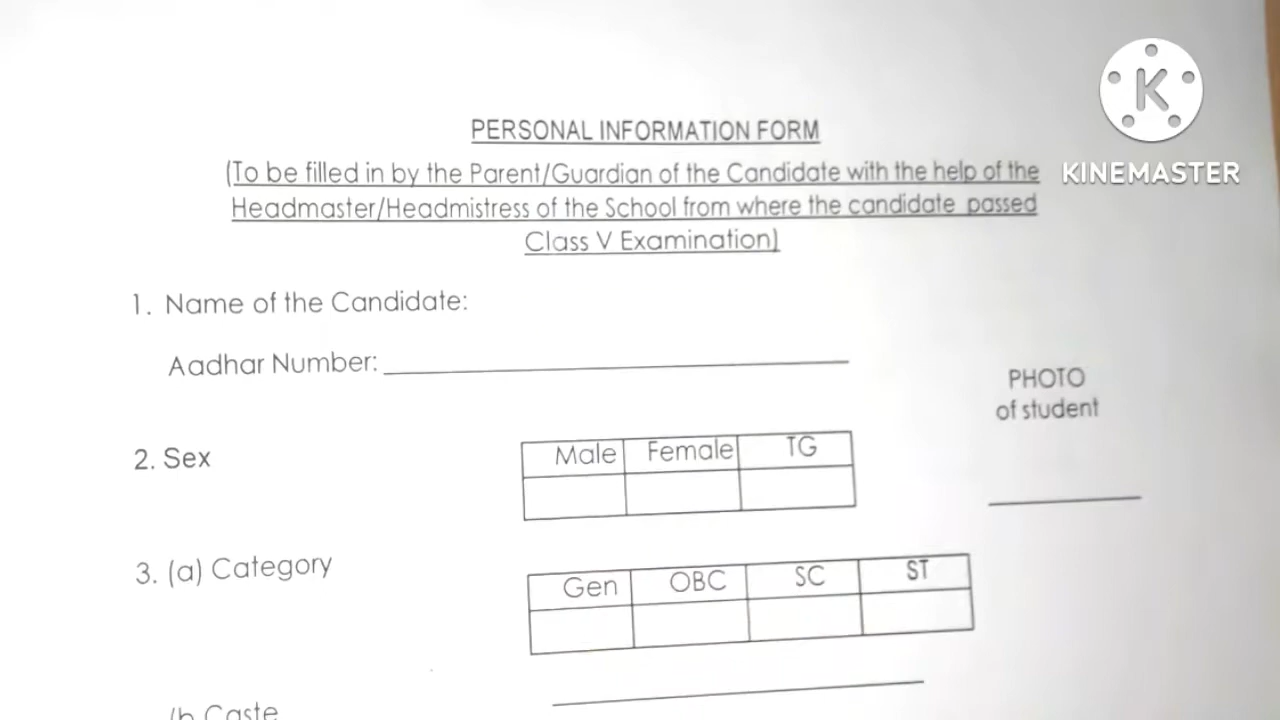 PERSONAL INFORMATION FORM
(To be filled in by the Parent/Guardian of the Candidate with the help of the
Headmaster/Headmistress of the School from where the candidate passed
Class V Examination)
K
KINEMASTER
1. Name of the Candidate:
Aadhar Number:
PHOTO
of student
2. Sex
Male Female TG
3. (a) Category
Gen OBC SC ST
(b Caste